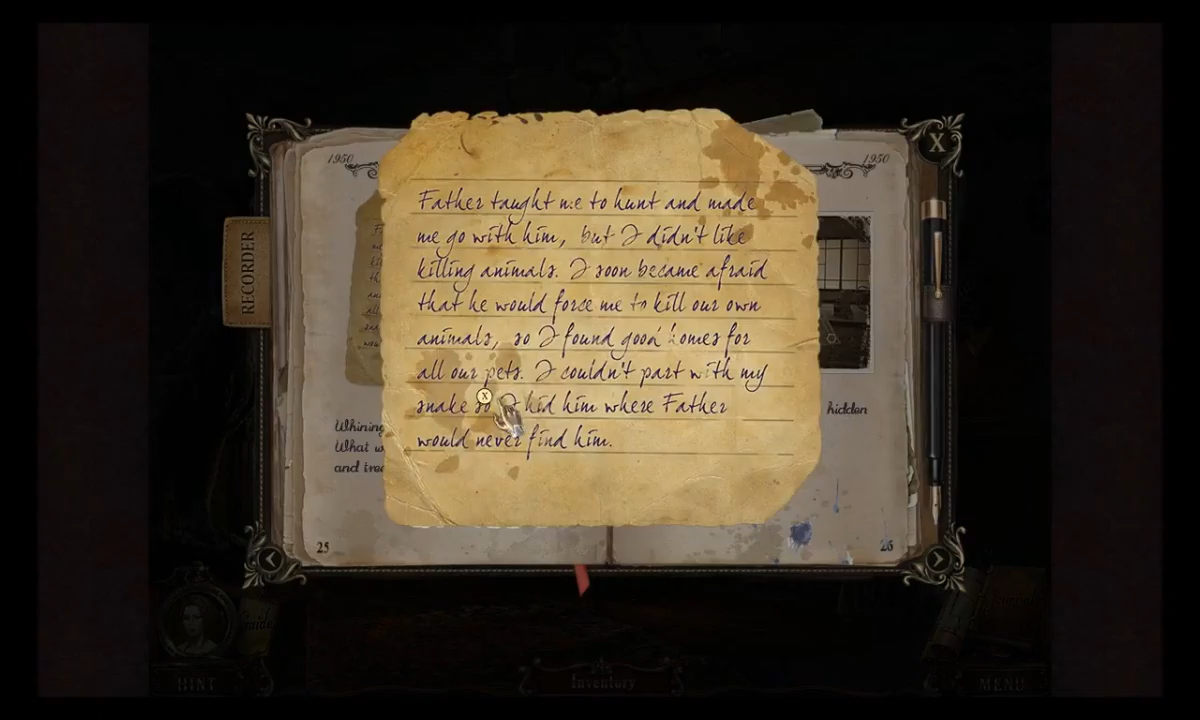 1950
1950
X
RECORDER
Father taught me to hunt and made
me go with him, but I didn't like
killing animals. I soon became afraid
that he would force me to kill our own
animals, so I found good homes for
all our pets. I couldn't part with my
snake so I hid him where Father
would never find him.
X
hidden
Whining
What w
and trea
25
26
HINT
Inventory
MENU